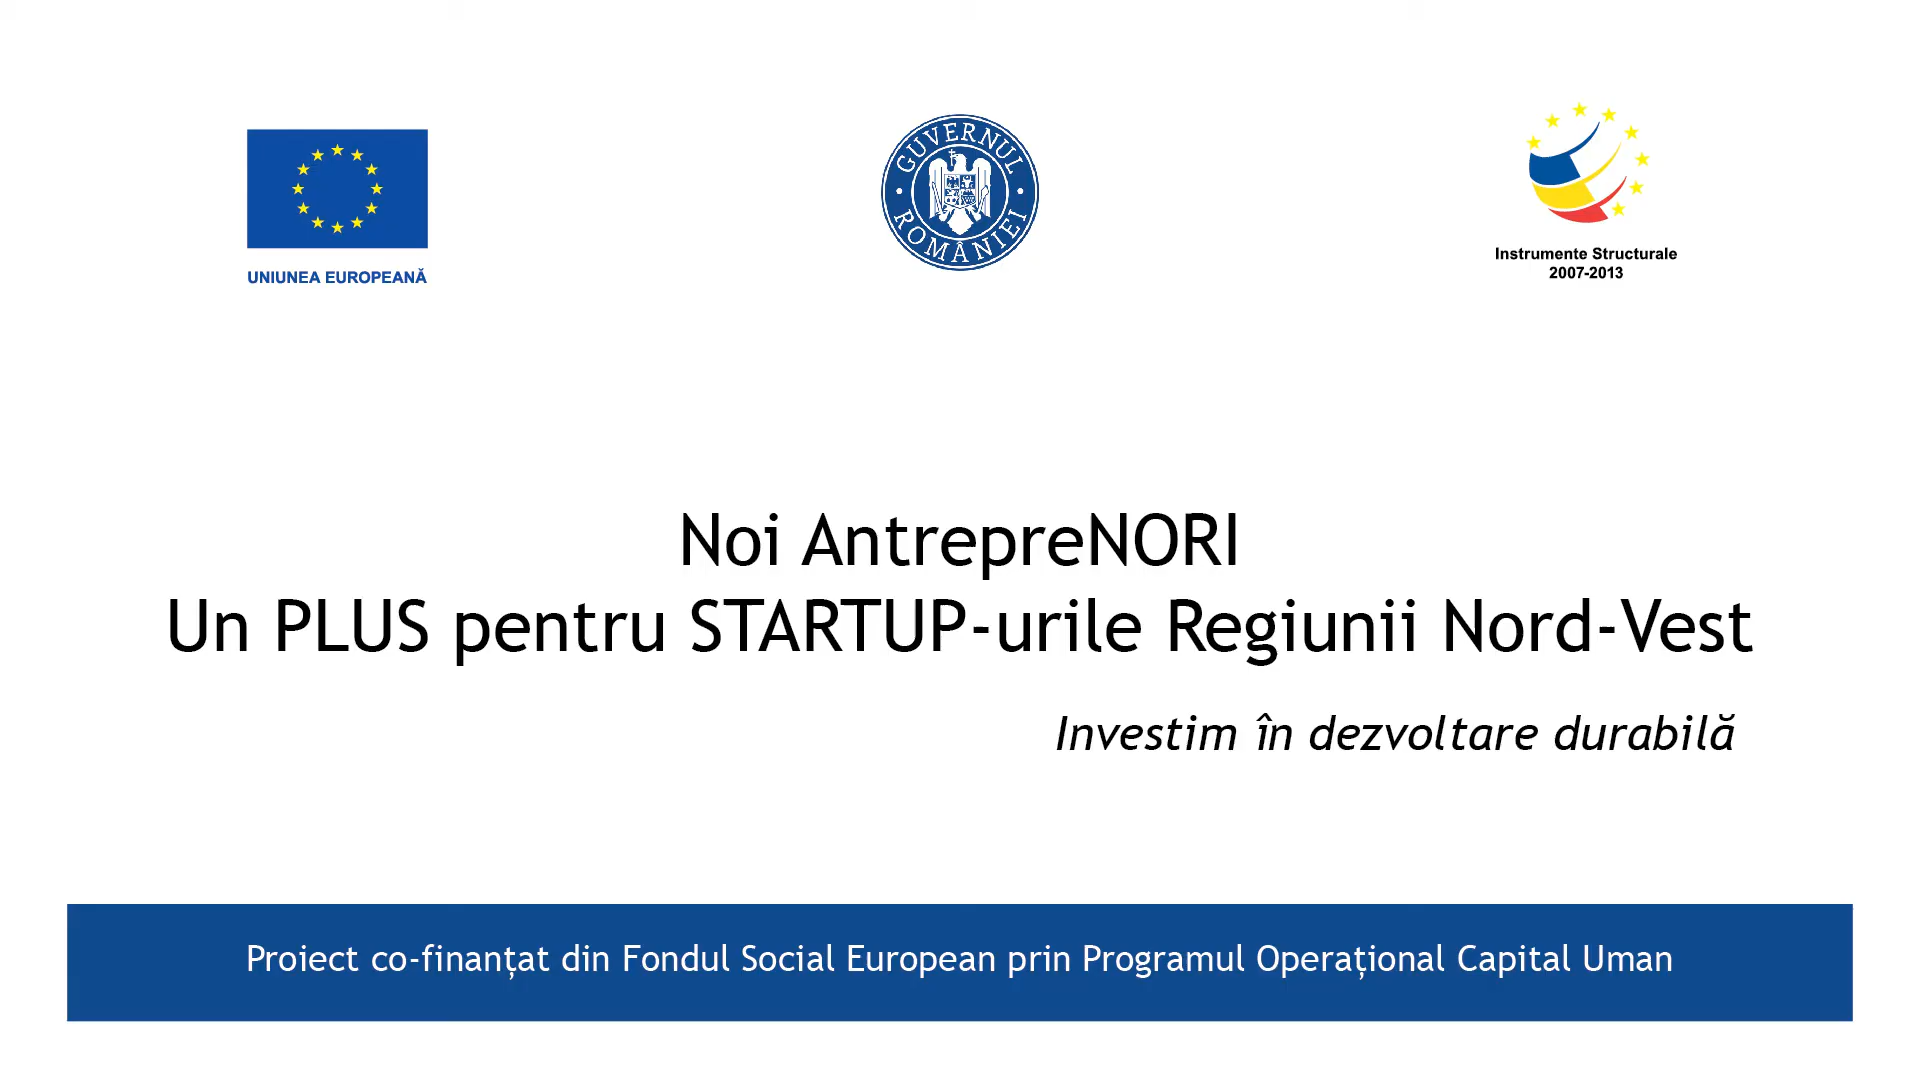 UNIUNEA EUROPEANĂ
GUVERNUL ROMÂNIEI
Instrumente Structurale
2007-2013
Noi AntrepreNORI
Un PLUS pentru STARTUP-urile Regiunii Nord-Vest
Investim în dezvoltare durabilă
Proiect co-finanțat din Fondul Social European prin Programul Operațional Capital Uman